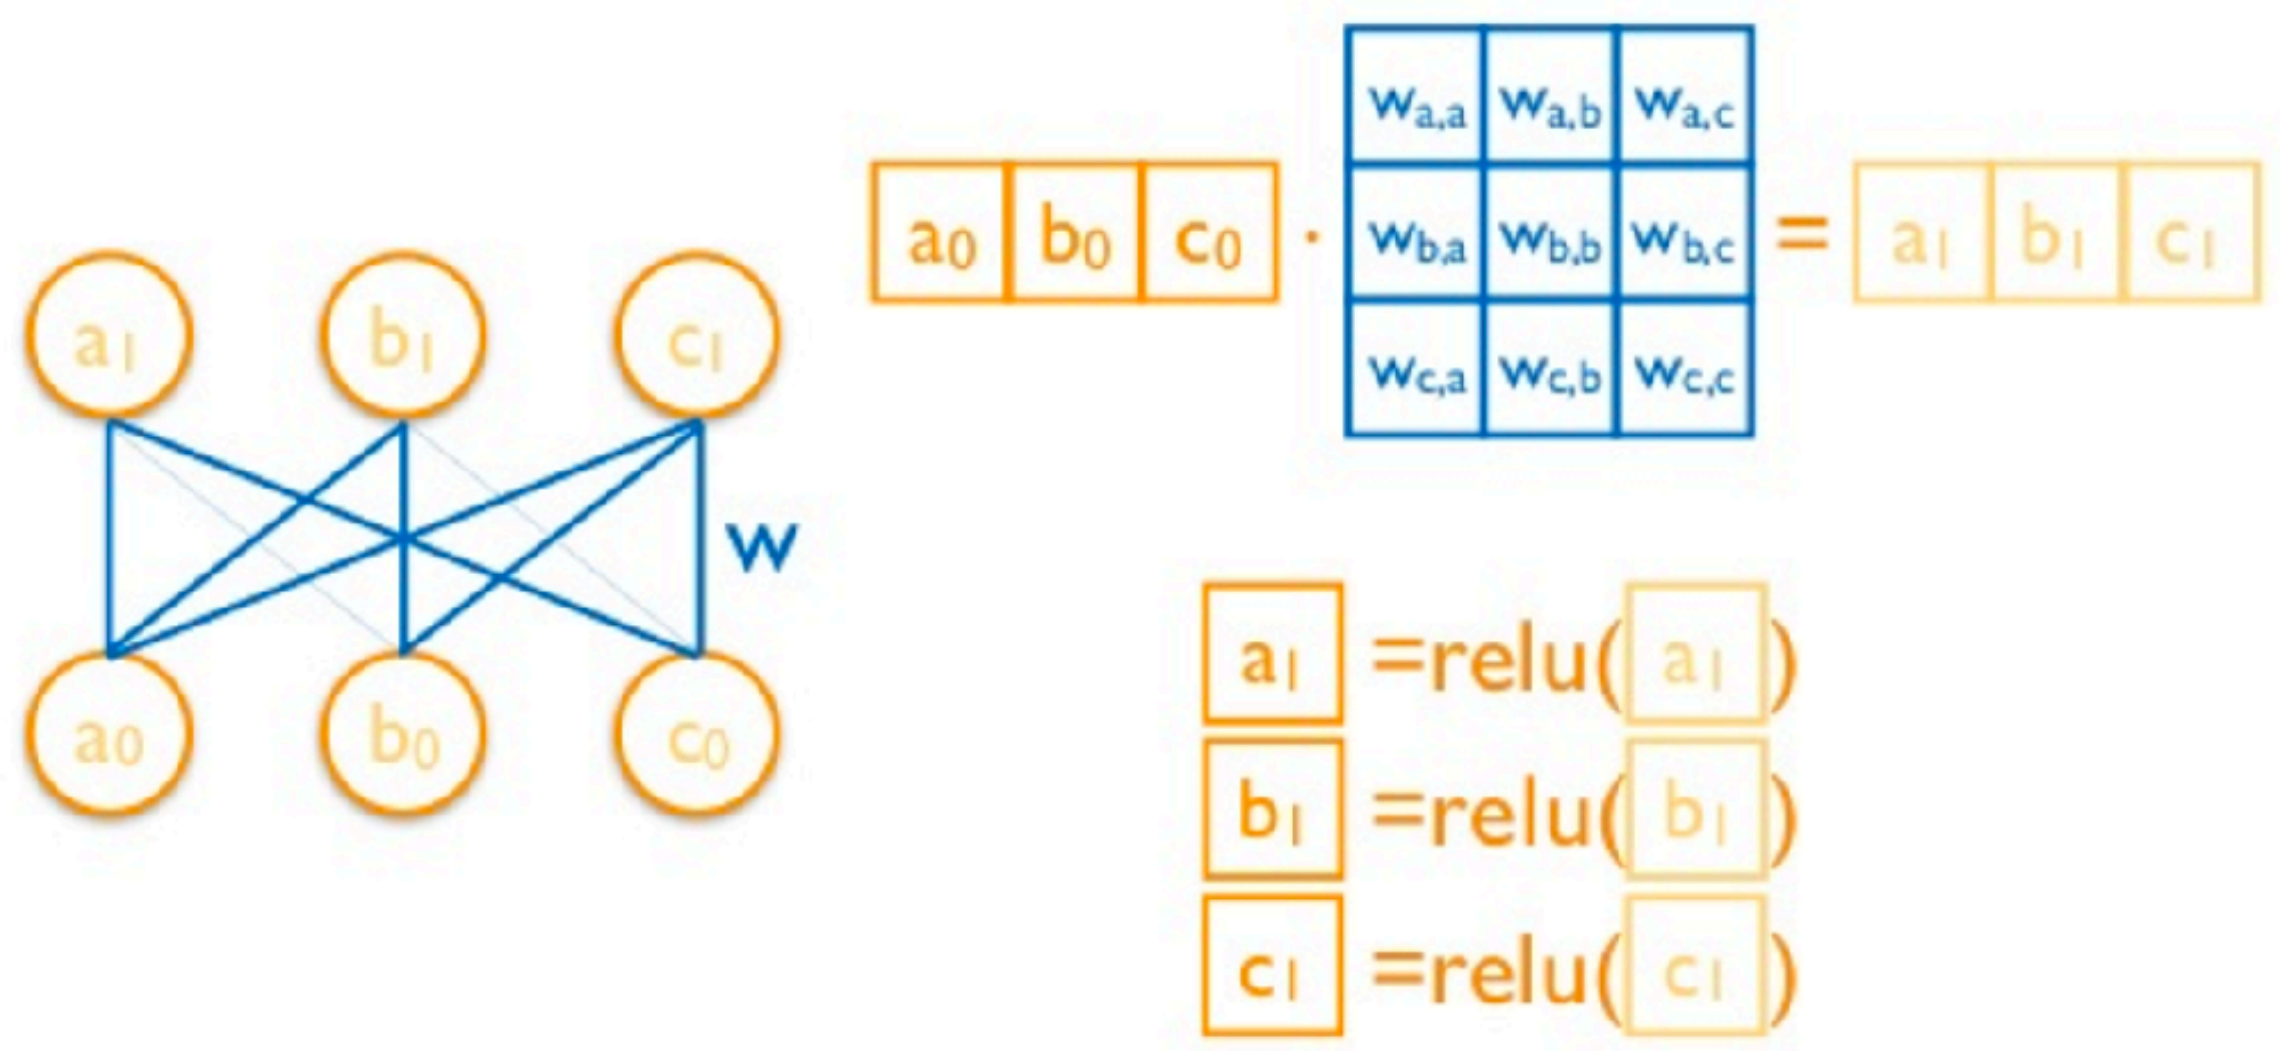 a0 b0 c0 · wa,a wa,b wa,c = a1 b1 c1
wb,a wb,b wb,c
wc,a wc,b wc,c
a1 b1 c1
w
a0 b0 c0
a1 =relu( a1 )
b1 =relu( b1 )
c1 =relu( c1 )